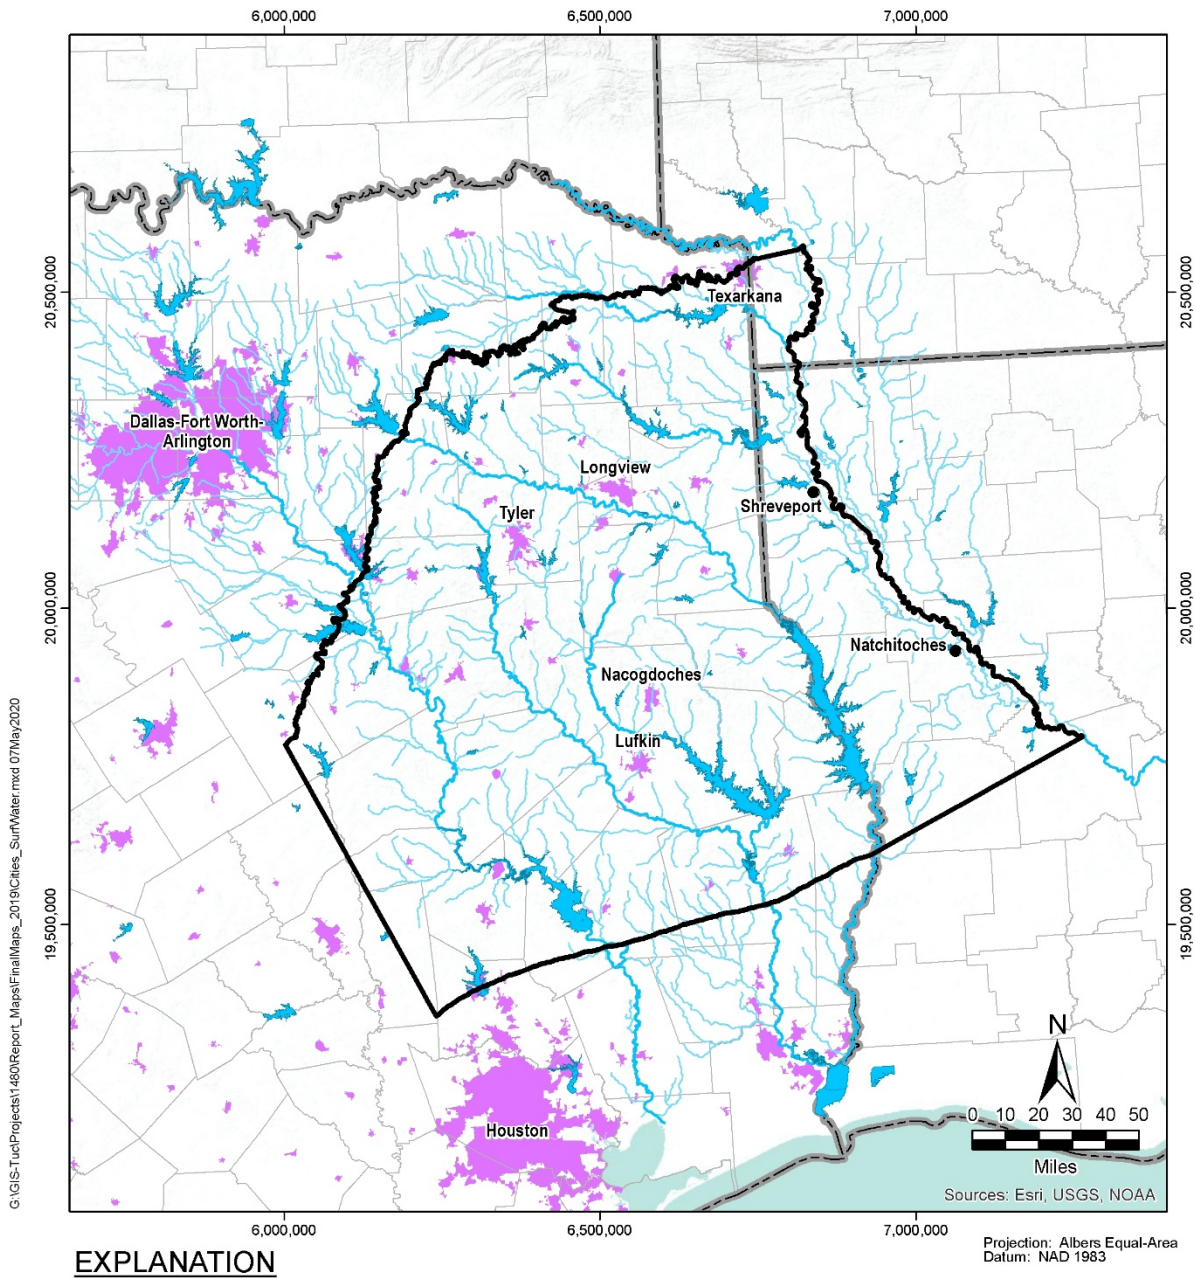 6,000,000
6,500,000
7,000,000
20,500,000
20,500,000
Texarkana
Dallas-Fort Worth-
Arlington
Longview
Shreveport
Tyler
20,000,000
20,000,000
Natchitoches
Nacogdoches
Lufkin
19,500,000
19,500,000
G:\GIS-Tuc\Projects\1480\Report_Maps\FinalMaps_2019\Cities_SurfWater.mxd 07May2020
N
0 10 20 30 40 50
Miles
Houston
Sources: Esri, USGS, NOAA
6,000,000
6,500,000
7,000,000
EXPLANATION
Projection: Albers Equal-Area
Datum: NAD 1983